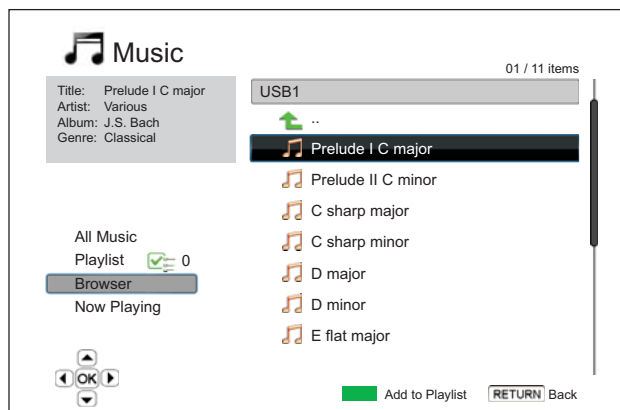 Music
01 / 11 items
Title: Prelude I C major
Artist: Various
Album: J.S. Bach
Genre: Classical
USB1
..
Prelude I C major
Prelude II C minor
C sharp major
C sharp minor
D major
D minor
E flat major
All Music
Playlist 0
Browser
Now Playing
OK
Add to Playlist RETURN Back